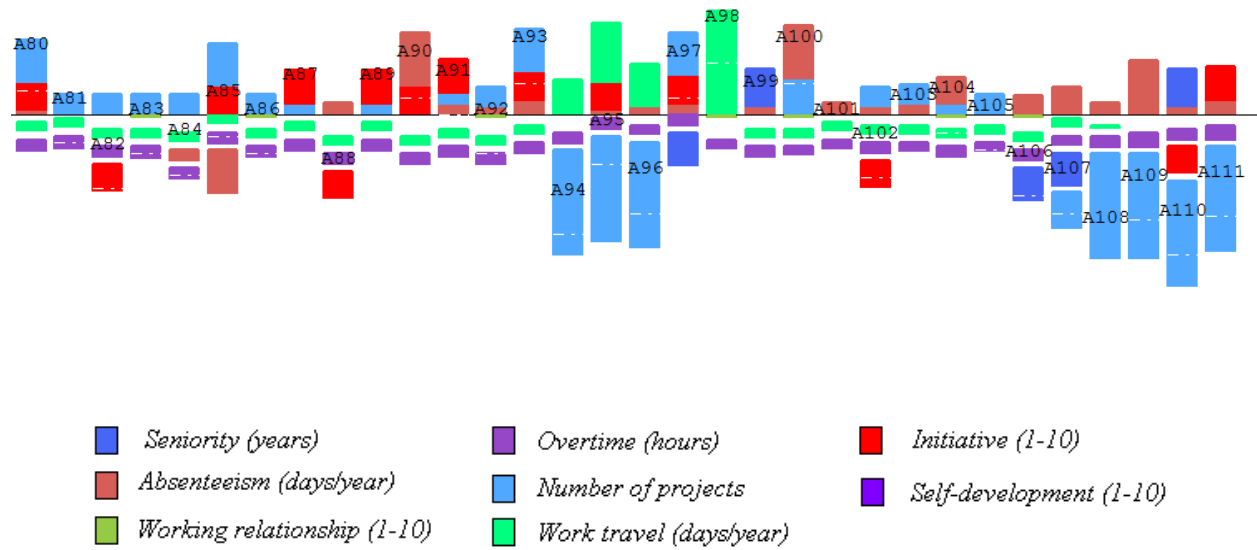 A80
A81
A82
A83
A84
A85
A86
A87
A88
A89
A90
A91
A92
A93
A94
A95
A96
A97
A98
A99
A100
A101
A102
A103
A104
A105
A106
A107
A108
A109
A110
A111
Seniority (years)
Overtime (hours)
Initiative (1-10)
Absenteeism (days/year)
Number of projects
Self-development (1-10)
Working relationship (1-10)
Work travel (days/year)